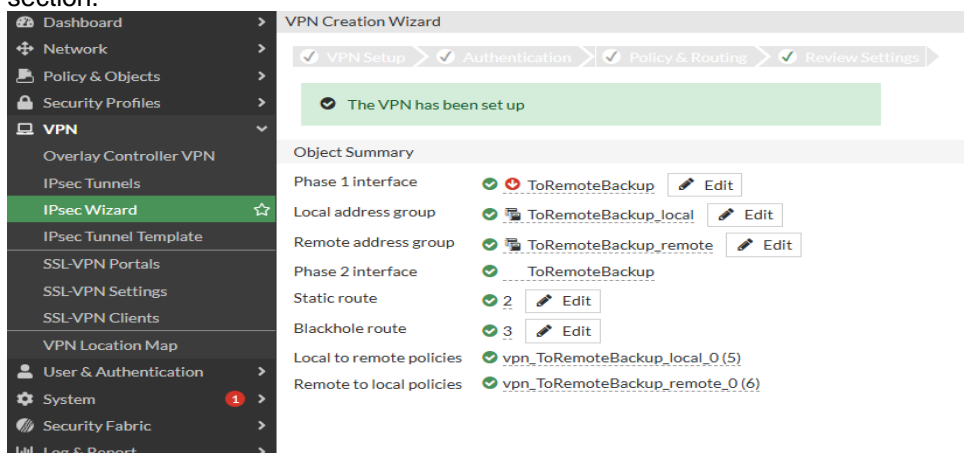 section.
Dashboard
Network
Policy & Objects
Security Profiles
VPN
Overlay Controller VPN
IPsec Tunnels
IPsec Wizard
IPsec Tunnel Template
SSL-VPN Portals
SSL-VPN Settings
SSL-VPN Clients
VPN Location Map
User & Authentication
System 1
Security Fabric
Log & Report
VPN Creation Wizard
VPN Setup Authentication Policy & Routing Review Settings
The VPN has been set up
Object Summary
Phase 1 interface ToRemoteBackup Edit
Local address group ToRemoteBackup_local Edit
Remote address group ToRemoteBackup_remote Edit
Phase 2 interface ToRemoteBackup
Static route 2 Edit
Blackhole route 3 Edit
Local to remote policies vpn_ToRemoteBackup_local_0 (5)
Remote to local policies vpn_ToRemoteBackup_remote_0 (6)